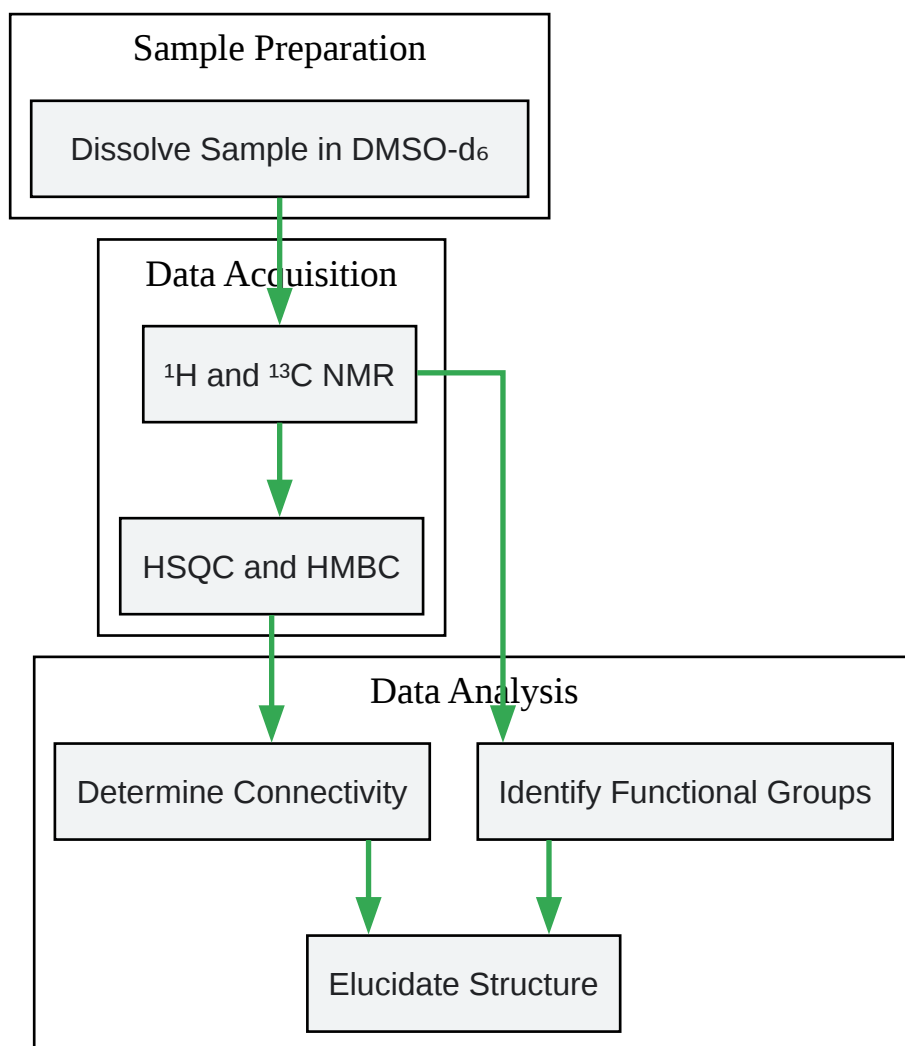 Sample Preparation
Dissolve Sample in DMSO-d₆
Data Acquisition
¹H and ¹³C NMR
HSQC and HMBC
Data Analysis
Determine Connectivity
Identify Functional Groups
Elucidate Structure